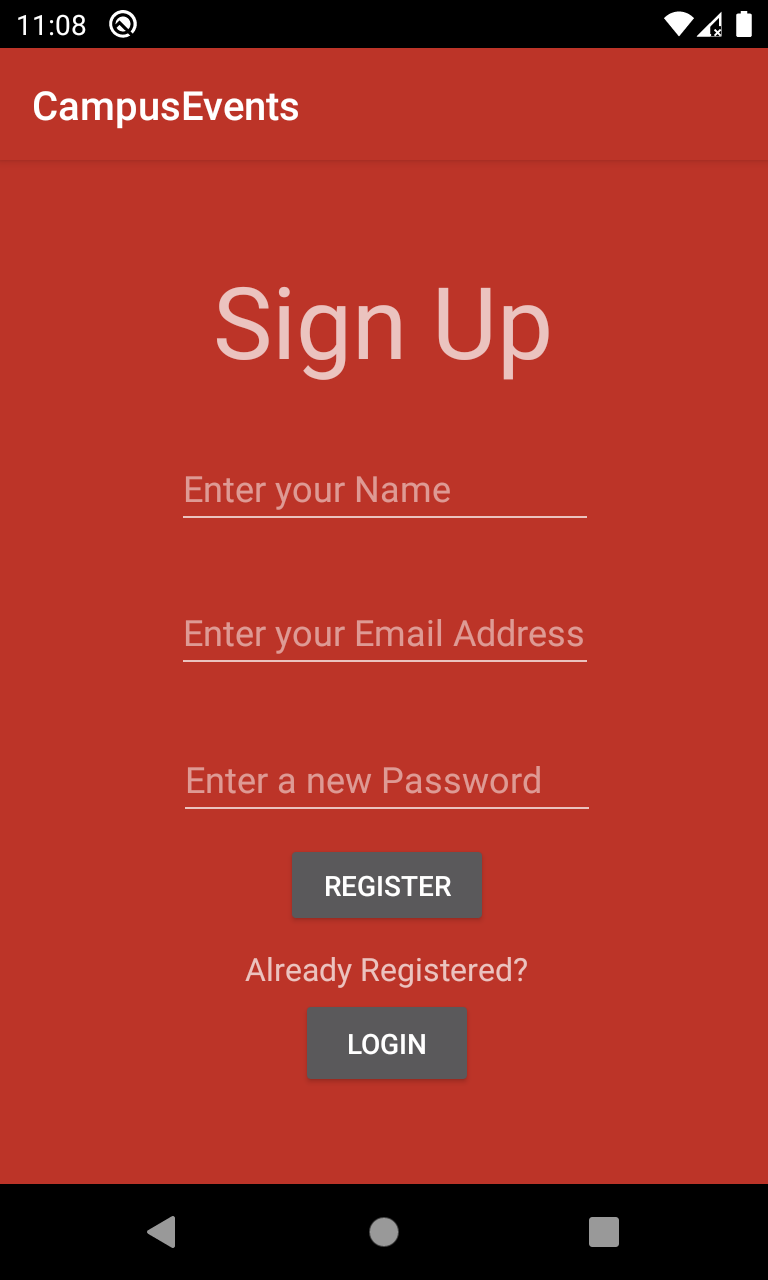 11:08
CampusEvents
Sign Up
Enter your Name
Enter your Email Address
Enter a new Password
REGISTER
Already Registered?
LOGIN